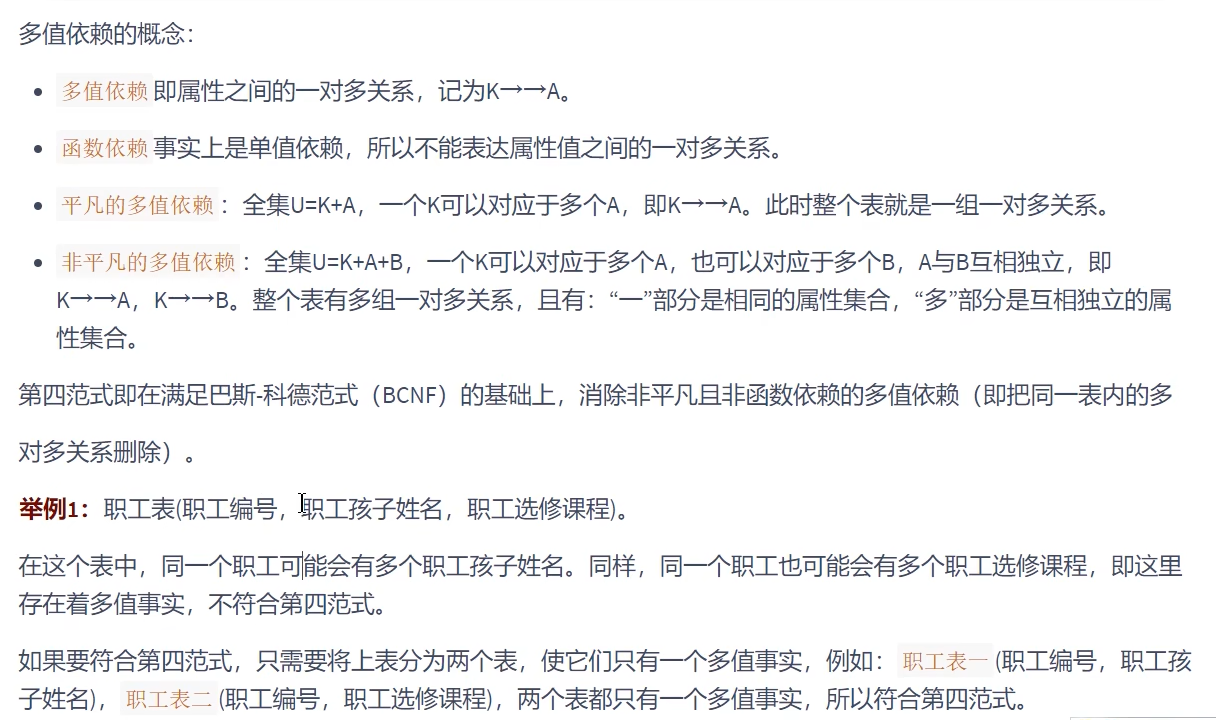 多值依赖的概念：
多值依赖即属性之间的一对多关系，记为K→→A。
函数依赖事实上是单值依赖，所以不能表达属性值之间的一对多关系。
平凡的多值依赖：全集U=K+A，一个K可以对应于多个A，即K→→A。此时整个表就是一组一对多关系。
非平凡的多值依赖：全集U=K+A+B，一个K可以对应于多个A，也可以对应于多个B，A与B互相独立，即
K→→A，K→→B。整个表有多组一对多关系，且有：“一”部分是相同的属性集合，“多”部分是互相独立的属
性集合。
第四范式即在满足巴斯-科德范式（BCNF）的基础上，消除非平凡且非函数依赖的多值依赖（即把同一表内的多
对多关系删除）。
举例1：职工表(职工编号，职工孩子姓名，职工选修课程)。
在这个表中，同一个职工可能会有多个职工孩子姓名。同样，同一个职工也可能会有多个职工选修课程，即这里
存在着多值事实，不符合第四范式。
如果要符合第四范式，只需要将上表分为两个表，使它们只有一个多值事实，例如：职工表一(职工编号，职工孩
子姓名)，职工表二(职工编号，职工选修课程)，两个表都只有一个多值事实，所以符合第四范式。